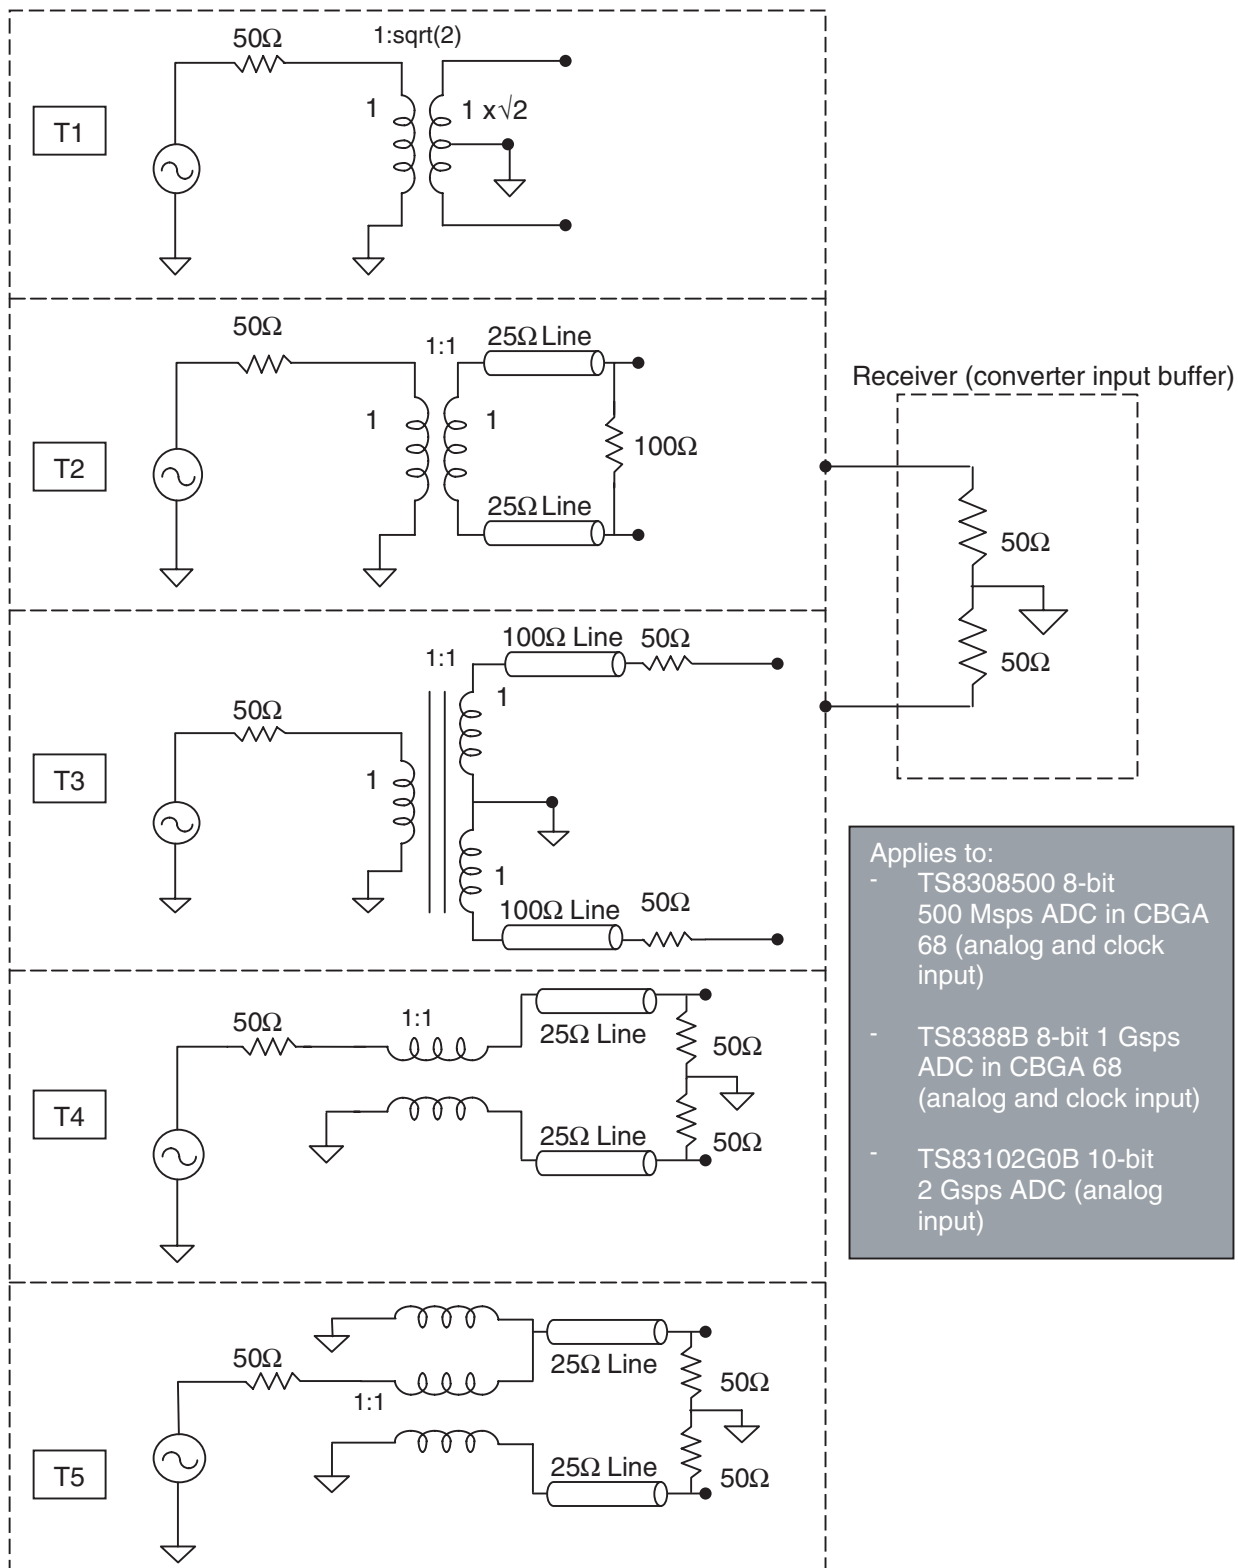 50Ω
1:sqrt(2)
T1
1
1 x√2
50Ω
1:1
25Ω Line
T2
1
1
100Ω
25Ω Line
Receiver (converter input buffer)
50Ω
50Ω
1:1
100Ω Line
50Ω
50Ω
1
T3
1
1
100Ω Line
50Ω
50Ω
1:1
25Ω Line
50Ω
T4
25Ω Line
50Ω
50Ω
1:1
25Ω Line
50Ω
T5
25Ω Line
50Ω
Applies to:
- TS8308500 8-bit
500 Msps ADC in CBGA
68 (analog and clock
input)
- TS8388B 8-bit 1 Gsps
ADC in CBGA 68
(analog and clock input)
- TS83102G0B 10-bit
2 Gsps ADC (analog
input)